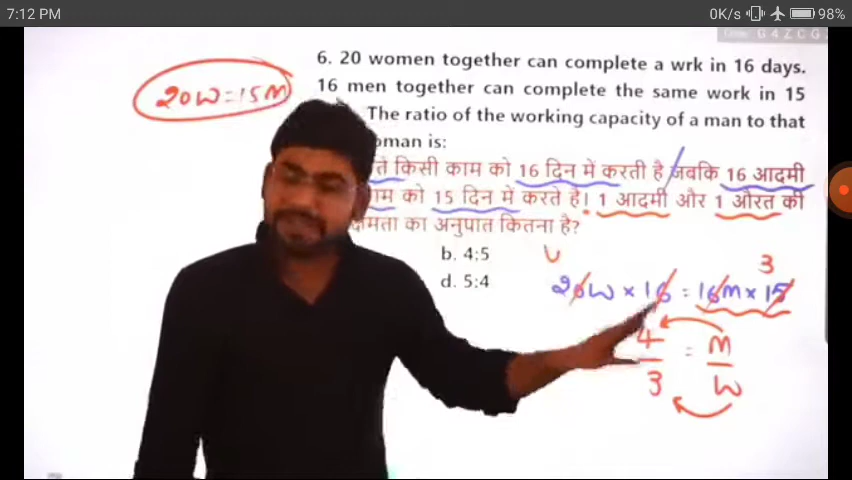 7:12 PM 0K/s 98%
G4ZCG
20W=15M
6. 20 women together can complete a wrk in 16 days.
16 men together can complete the same work in 15
The ratio of the working capacity of a man to that
oman is:
किसी काम को 16 दिन में करती है जबकि 16 आदमी
काम को 15 दिन में करते है! 1 आदमी और 1 औरत की
क्षमता का अनुपात कितना है?
b. 4:5
d. 5:4
3
20W × 16 = 16M × 15
4 = M
3 W